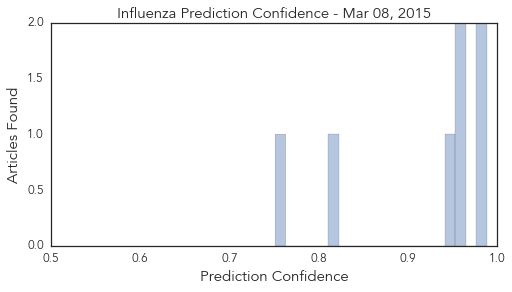 Influenza Prediction Confidence - Mar 08, 2015
2.0
1.5
1.0
0.5
0.0
Articles Found
0.5 0.6 0.7 0.8 0.9 1.0
Prediction Confidence